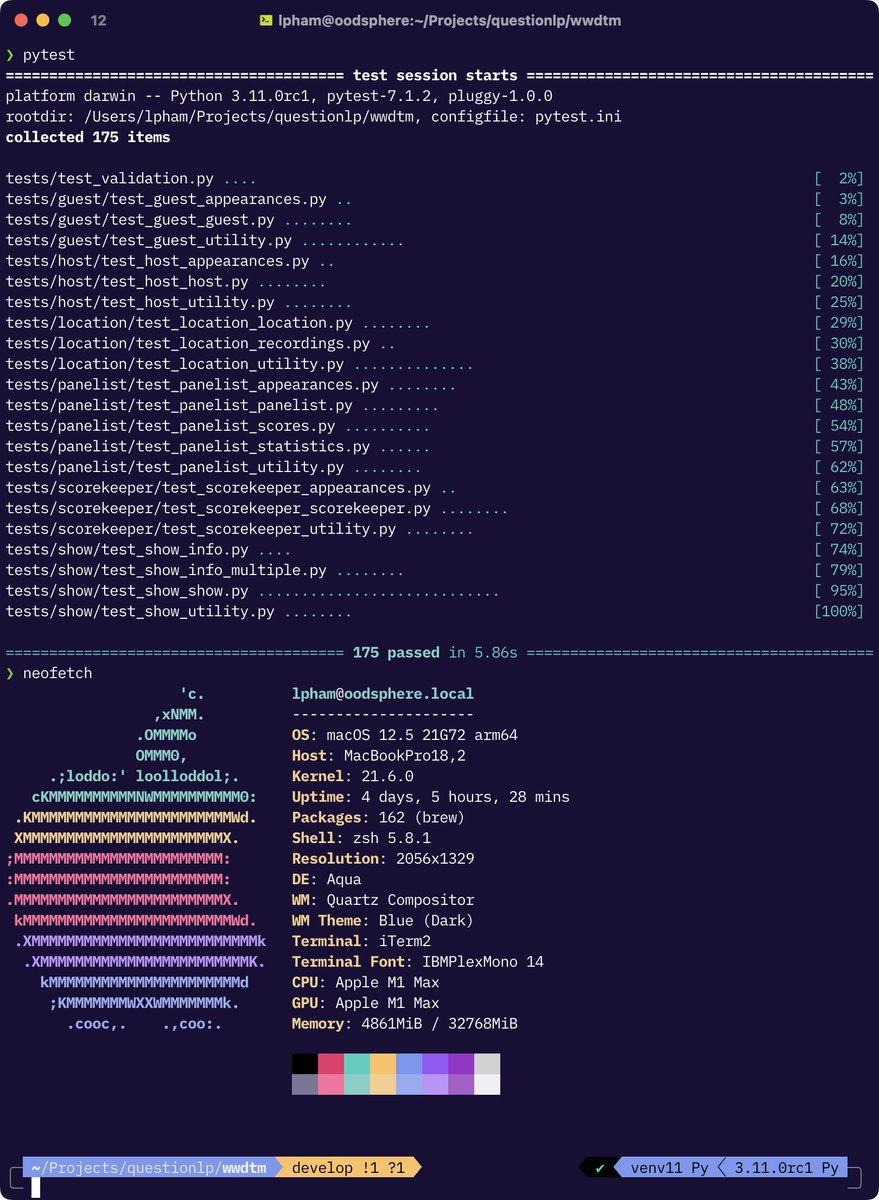 12 lpham@oodsphere:~/Projects/questionlp/wwdtm
❯ pytest
======================================= test session starts ========================================
platform darwin -- Python 3.11.0rc1, pytest-7.1.2, pluggy-1.0.0
rootdir: /Users/lpham/Projects/questionlp/wwdtm, configfile: pytest.ini
collected 175 items
tests/test_validation.py .... [  2%]
tests/guest/test_guest_appearances.py .. [  3%]
tests/guest/test_guest_guest.py ........ [  8%]
tests/guest/test_guest_utility.py ............ [ 14%]
tests/host/test_host_appearances.py .. [ 16%]
tests/host/test_host_host.py ........ [ 20%]
tests/host/test_host_utility.py ........ [ 25%]
tests/location/test_location_location.py ........ [ 29%]
tests/location/test_location_recordings.py .. [ 30%]
tests/location/test_location_utility.py .............. [ 38%]
tests/panelist/test_panelist_appearances.py ........ [ 43%]
tests/panelist/test_panelist_panelist.py ......... [ 48%]
tests/panelist/test_panelist_scores.py .......... [ 54%]
tests/panelist/test_panelist_statistics.py ...... [ 57%]
tests/panelist/test_panelist_utility.py ........ [ 62%]
tests/scorekeeper/test_scorekeeper_appearances.py .. [ 63%]
tests/scorekeeper/test_scorekeeper_scorekeeper.py ........ [ 68%]
tests/scorekeeper/test_scorekeeper_utility.py ........ [ 72%]
tests/show/test_show_info.py .... [ 74%]
tests/show/test_show_info_multiple.py ........ [ 79%]
tests/show/test_show_show.py ............................ [ 95%]
tests/show/test_show_utility.py ........ [100%]
======================================= 175 passed in 5.86s ========================================
❯ neofetch
'c. lpham@oodsphere.local
,xNMM. ---------------------
.OMMMMo OS: macOS 12.5 21G72 arm64
OMMM0, Host: MacBookPro18,2
.;loddo:' loolloddol;. Kernel: 21.6.0
cKMMMMMMMMMMNWMMMMMMMMMM0: Uptime: 4 days, 5 hours, 28 mins
.KMMMMMMMMMMMMMMMMMMMMMMMWd. Packages: 162 (brew)
XMMMMMMMMMMMMMMMMMMMMMMMX. Shell: zsh 5.8.1
;MMMMMMMMMMMMMMMMMMMMMMMM: Resolution: 2056x1329
:MMMMMMMMMMMMMMMMMMMMMMMM: DE: Aqua
.MMMMMMMMMMMMMMMMMMMMMMMMX. WM: Quartz Compositor
kMMMMMMMMMMMMMMMMMMMMMMMMWd. WM Theme: Blue (Dark)
.XMMMMMMMMMMMMMMMMMMMMMMMMMMk Terminal: iTerm2
.XMMMMMMMMMMMMMMMMMMMMMMMMK. Terminal Font: IBMPlexMono 14
kMMMMMMMMMMMMMMMMMMMMMMd CPU: Apple M1 Max
;KMMMMMMMWXXWMMMMMMMk. GPU: Apple M1 Max
.cooc,. .,coo:. Memory: 4861MiB / 32768MiB
~/Projects/questionlp/wwdtm develop !1 ?1 ✔ venv11 Py 3.11.0rc1 Py